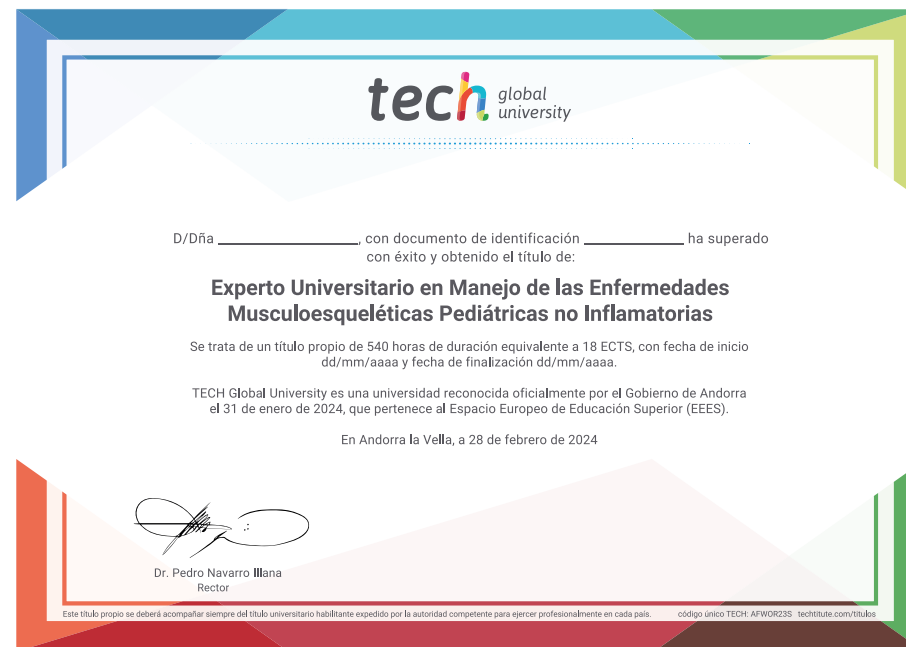 tech global
university
D/Dña ____________________, con documento de identificación ______________ ha superado
con éxito y obtenido el título de:
Experto Universitario en Manejo de las Enfermedades
Musculoesqueléticas Pediátricas no Inflamatorias
Se trata de un título propio de 540 horas de duración equivalente a 18 ECTS, con fecha de inicio
dd/mm/aaaa y fecha de finalización dd/mm/aaaa.
TECH Global University es una universidad reconocida oficialmente por el Gobierno de Andorra
el 31 de enero de 2024, que pertenece al Espacio Europeo de Educación Superior (EEES).
En Andorra la Vella, a 28 de febrero de 2024
Dr. Pedro Navarro Illana
Rector
Este título propio se deberá acompañar siempre del título universitario habilitante expedido por la autoridad competente para ejercer profesionalmente en cada país. código único TECH: AFWOR23S techtitute.com/titulos